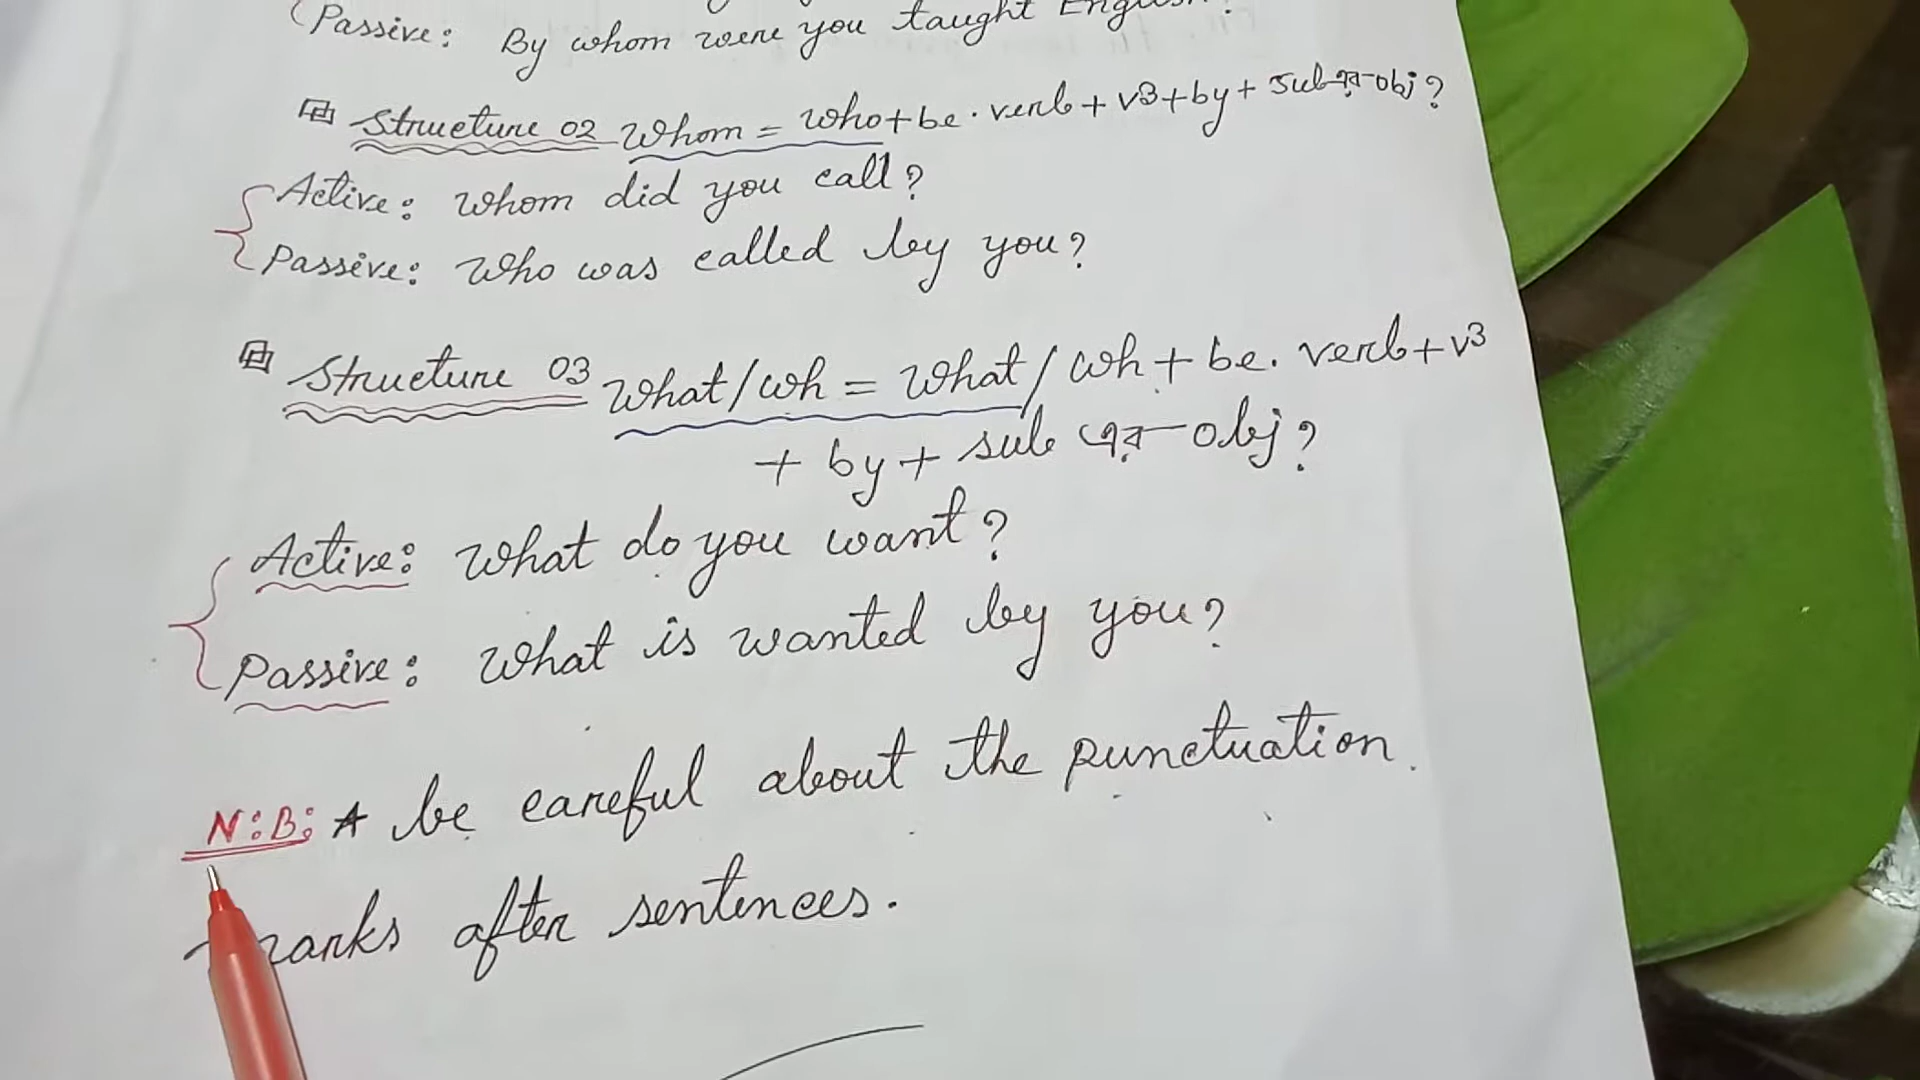 Passive: By whom were you taught English?
Structure 02 Whom = who+be.verb+v3+by+sub এর-obj?
Active: Whom did you call?
Passive: Who was called by you?
Structure 03 What/wh = what/wh+be.verb+v3
+ by+sub এর-obj?
Active: What do you want?
Passive: What is wanted by you?
N:B: * be careful about the punctuation
marks after sentences.